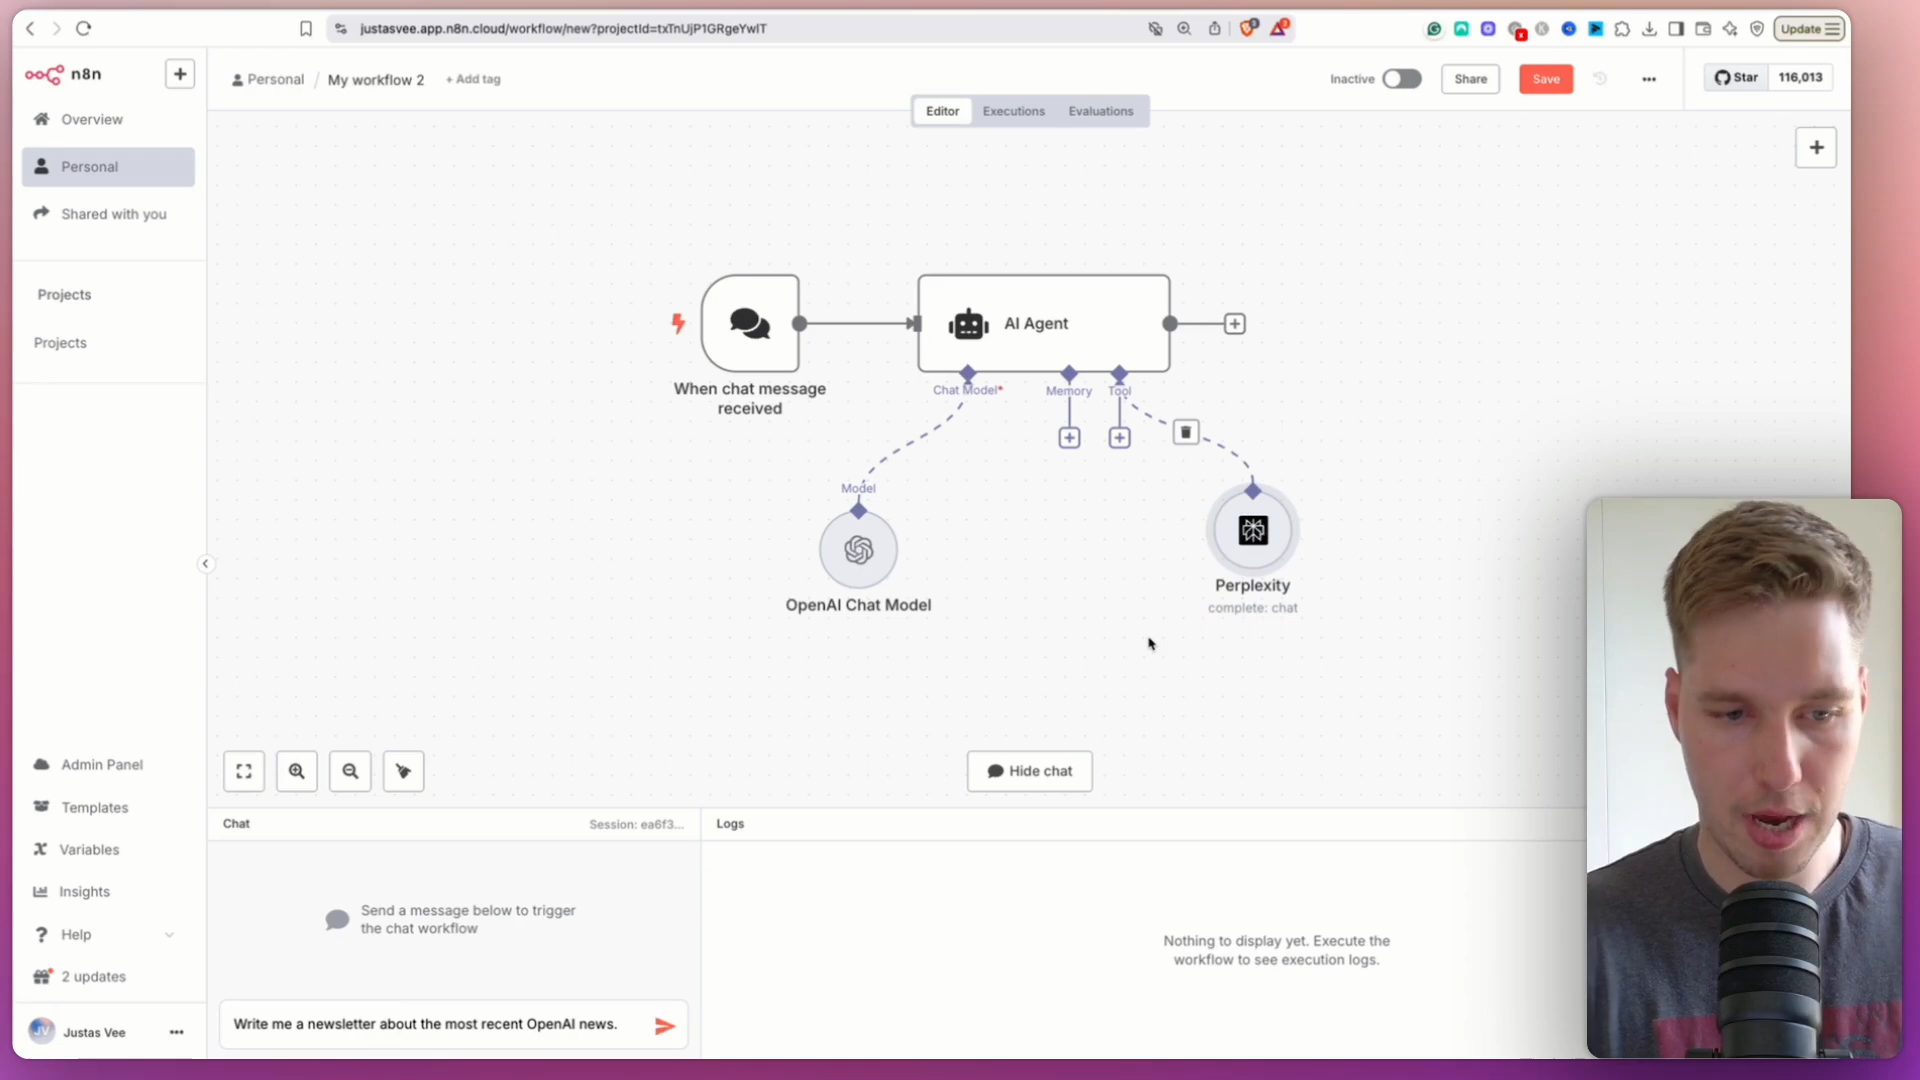 justasvee.app.n8n.cloud/workflow/new?projectId=txTnUjP1GRgeYwIT
Update
n8n
Personal / My workflow 2 + Add tag
Inactive
Share
Save
Star 116,013
Editor Executions Evaluations
Overview
Personal
Shared with you
Projects
Projects
AI Agent
When chat message
received
Chat Model*
Memory
Tool
Model
OpenAI Chat Model
Perplexity
complete: chat
Admin Panel
Templates
Variables
Insights
Help
2 updates
JV Justas Vee
Hide chat
Chat
Session: ea6f3...
Logs
Send a message below to trigger
the chat workflow
Nothing to display yet. Execute the
workflow to see execution logs.
Write me a newsletter about the most recent OpenAI news.